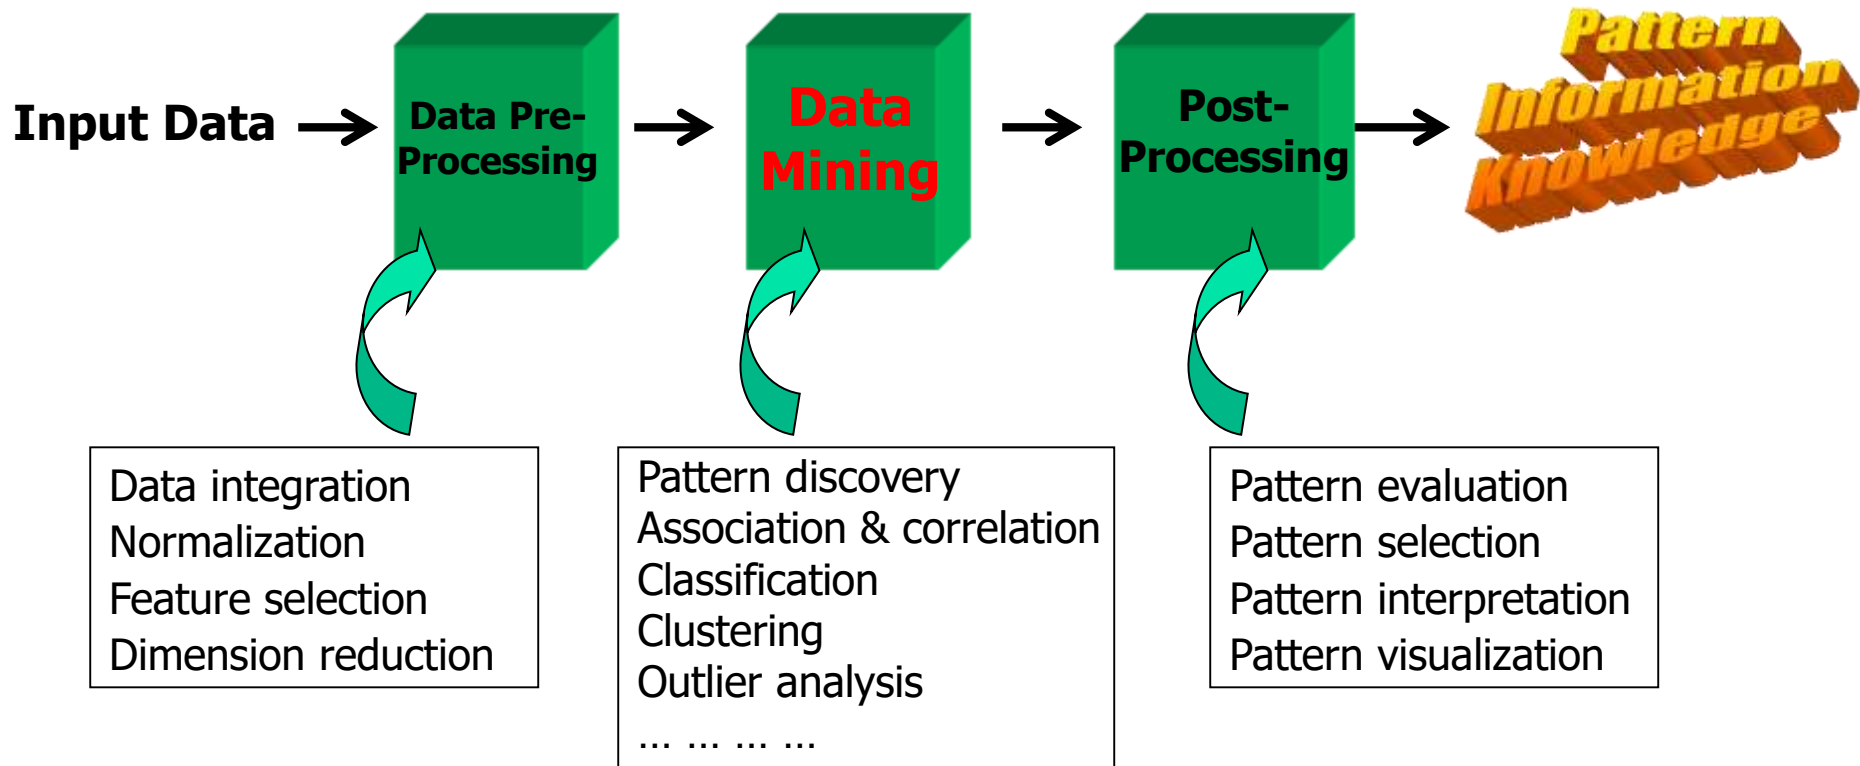 Input Data
Data Pre-
Processing
Data
Mining
Post-
Processing
Pattern
Information
Knowledge
Data integration
Normalization
Feature selection
Dimension reduction
Pattern discovery
Association & correlation
Classification
Clustering
Outlier analysis
… … … …
Pattern evaluation
Pattern selection
Pattern interpretation
Pattern visualization